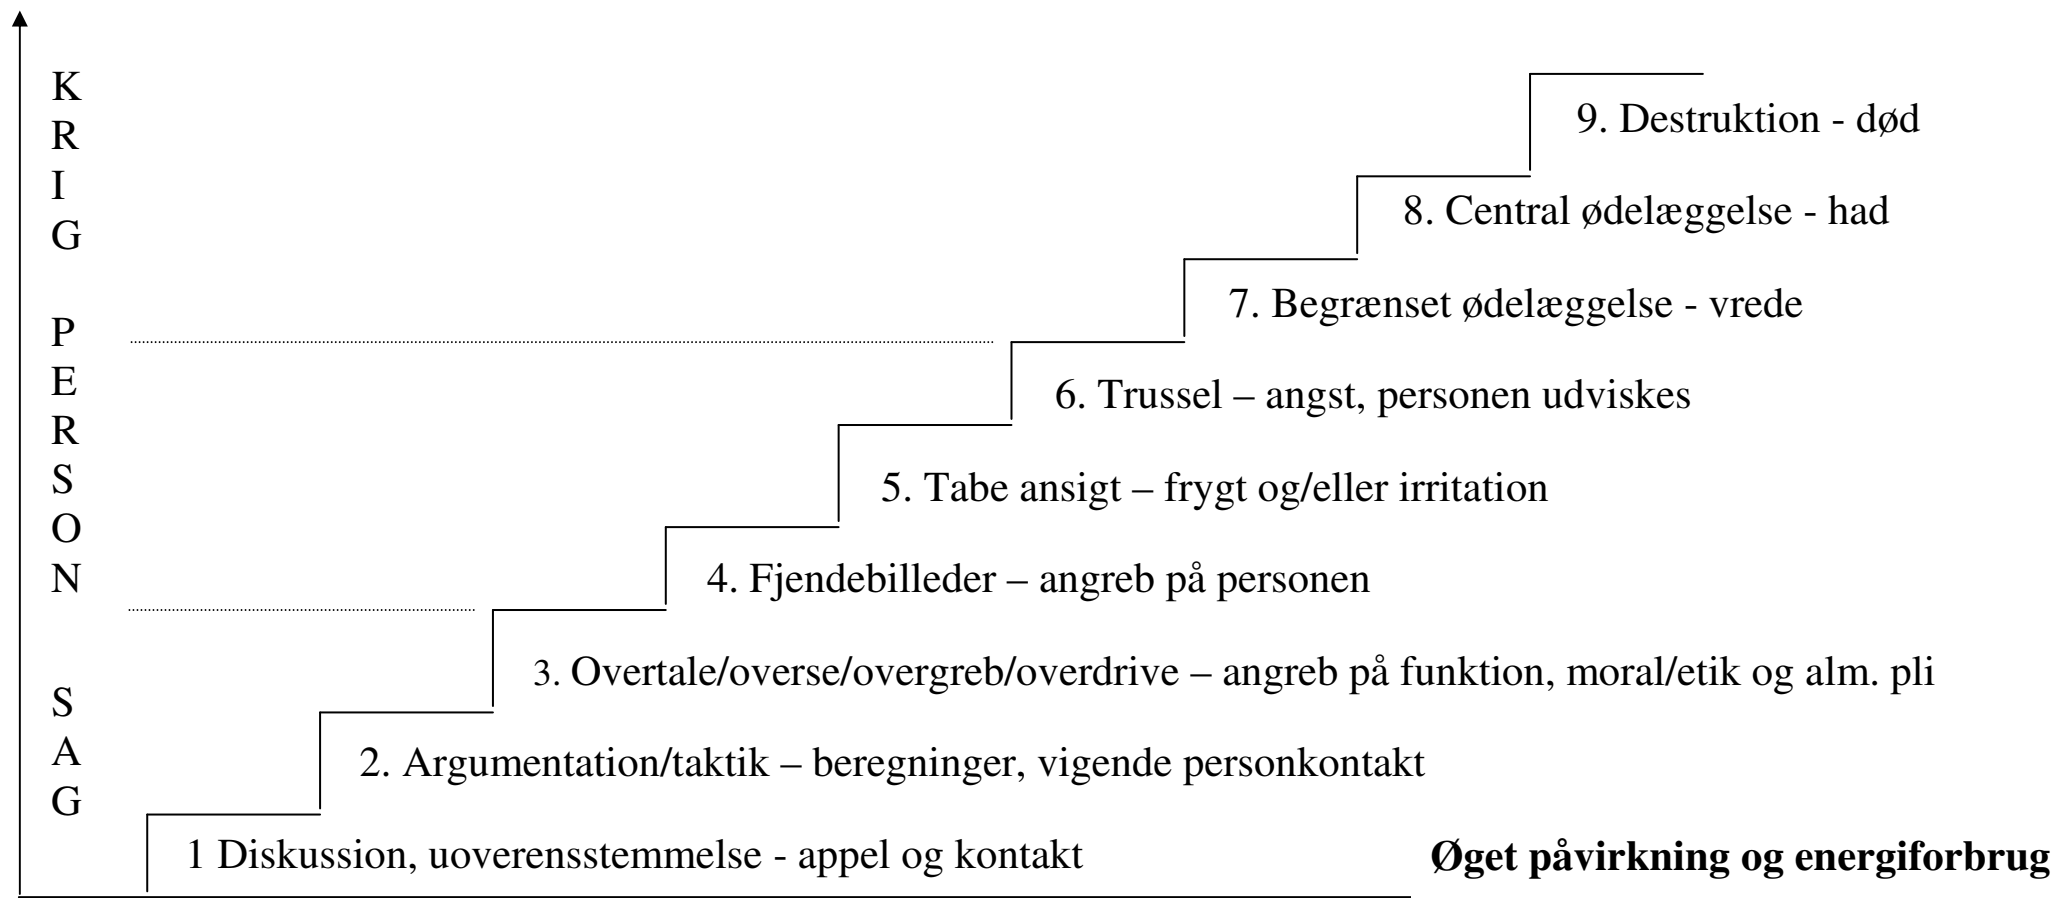 KRIG
PERSON
SAG
9. Destruktion - død
8. Central ødelæggelse - had
7. Begrænset ødelæggelse - vrede
6. Trussel – angst, personen udviskes
5. Tabe ansigt – frygt og/eller irritation
4. Fjendebilleder – angreb på personen
3. Overtale/overse/overgreb/overdrive – angreb på funktion, moral/etik og alm. pli
2. Argumentation/taktik – beregninger, vigende personkontakt
1 Diskussion, uoverensstemmelse - appel og kontakt
Øget påvirkning og energiforbrug